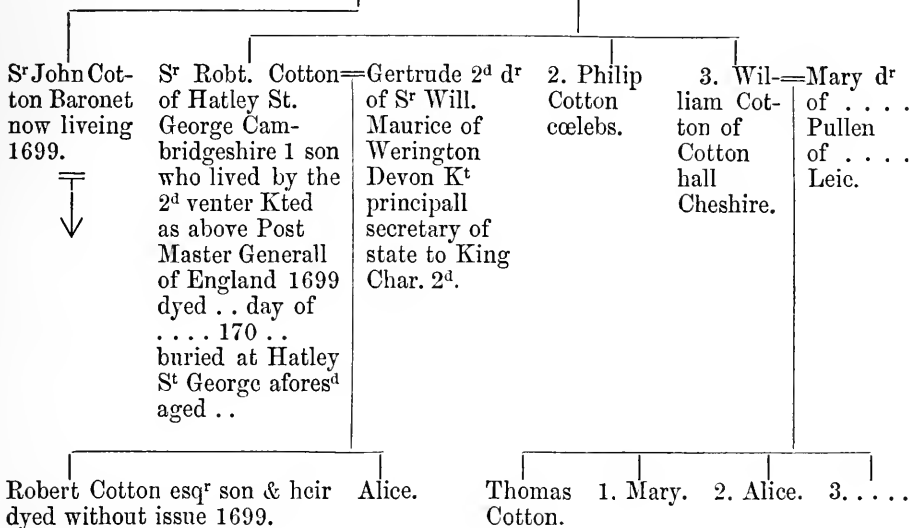 Sʳ John Cot-
ton Baronet
now liveing
1699.
Sʳ Robt. Cotton
of Hatley St.
George Cam-
bridgeshire 1 son
who lived by the
2ᵈ venter Kted
as above Post
Master Generall
of England 1699
dyed . . day of
. . . . 170 . .
buried at Hatley
Sᵗ George aforesᵈ
aged . .
Gertrude 2ᵈ dʳ
of Sʳ Will.
Maurice of
Werington
Devon Kᵗ
principall
secretary of
state to King
Char. 2ᵈ.
2. Philip
Cotton
cœlebs.
3. Wil-
liam Cot-
ton of
Cotton
hall
Cheshire.
Mary dʳ
of . . . .
Pullen
of . . . .
Leic.
Robert Cotton esqʳ son & heir
dyed without issue 1699.
Alice.
Thomas
Cotton.
1. Mary.
2. Alice.
3. . . . .